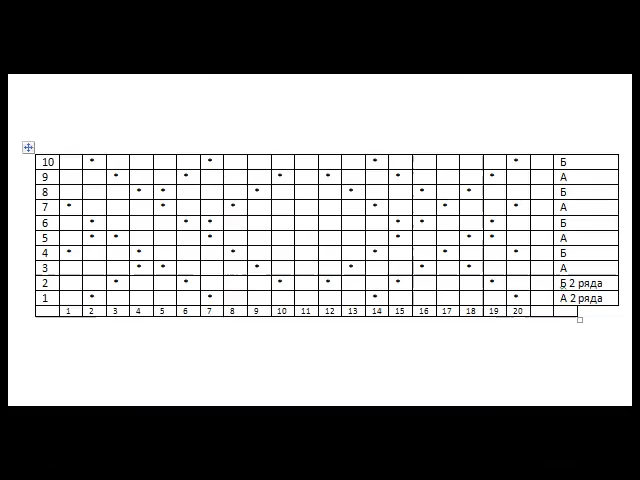 10 * * * * Б
9 * * * * * * А
8 * * * * * * Б
7 * * * * * * А
6 * * * * * * Б
5 * * * * * * А
4 * * * * * * Б
3 * * * * * * А
2 * * * * * * Б 2 ряда
1 * * * * А 2 ряда
1 2 3 4 5 6 7 8 9 10 11 12 13 14 15 16 17 18 19 20